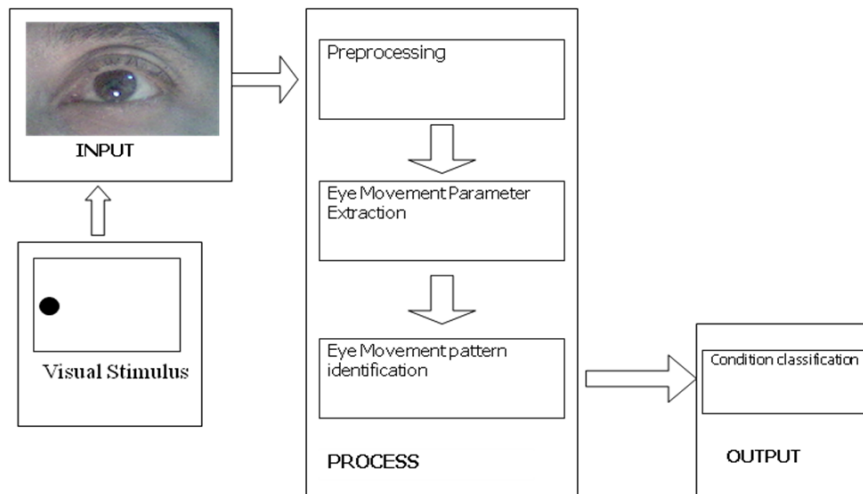 INPUT
Visual Stimulus
Preprocessing
Eye Movement Parameter
Extraction
Eye Movement pattern
identification
PROCESS
Condition classification
OUTPUT